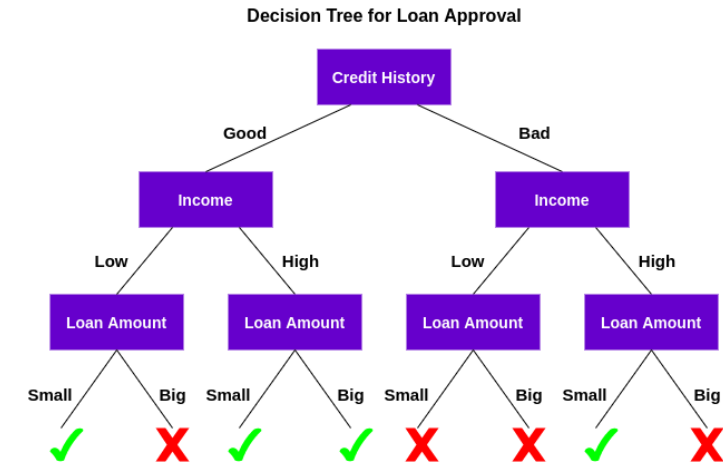 Decision Tree for Loan Approval
Credit History
Good
Bad
Income
Income
Low
High
Low
High
Loan Amount
Loan Amount
Loan Amount
Loan Amount
Small
Big
Small
Big
Small
Big
Small
Big